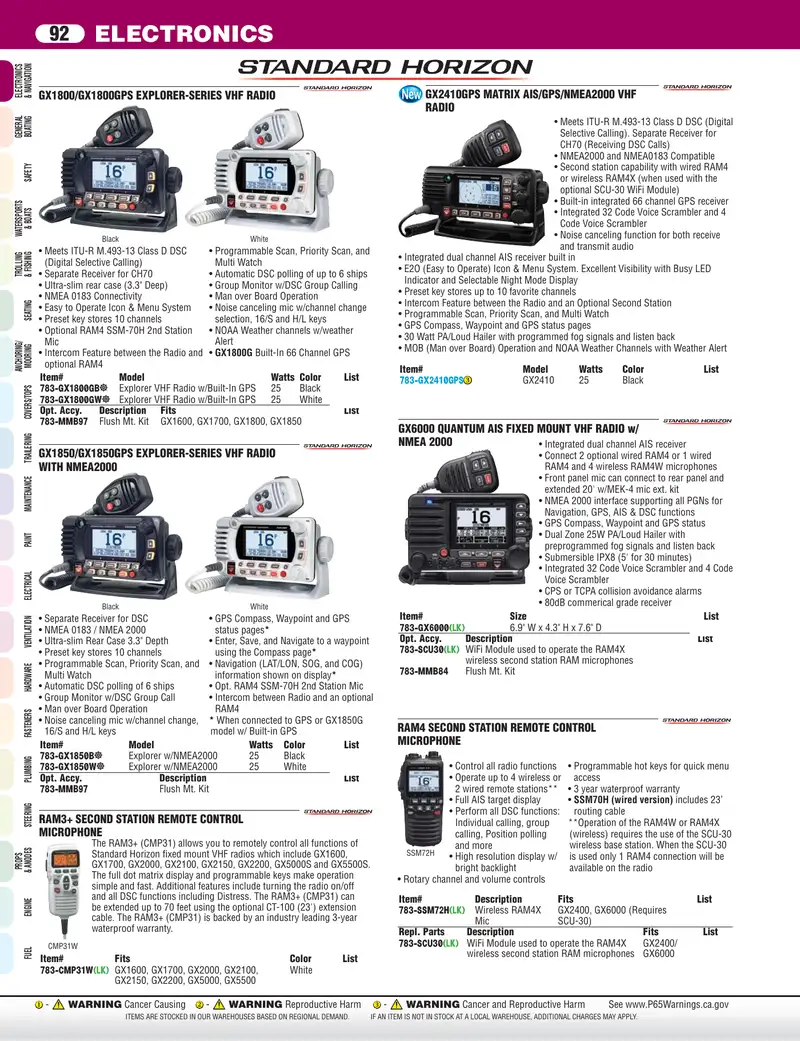 92 ELECTRONICS
STANDARD HORIZON
ELECTRONICS & NAVIGATION
GENERAL BOATING
SAFETY
WATERSPORTS & BOATS
TROLLING & FISHING
SEATING
ANCHORING/ MOORING
COVERS TOPS
TRAILERING
MAINTENANCE
PAINT
ELECTRICAL
VENTILATION
HARDWARE
FASTENERS
PLUMBING
STEERING
PROPS & ANODES
ENGINE
FUEL
STANDARD HORIZON
GX1800/GX1800GPS EXPLORER-SERIES VHF RADIO
Black
White
• Meets ITU-R M.493-13 Class D DSC
(Digital Selective Calling)
• Separate Receiver for CH70
• Ultra-slim rear case (3.3" Deep)
• NMEA 0183 Connectivity
• Easy to Operate Icon & Menu System
• Preset key stores 10 channels
• Optional RAM4 SSM-70H 2nd Station
Mic
• Intercom Feature between the Radio and
optional RAM4
• Programmable Scan, Priority Scan, and
Multi Watch
• Automatic DSC polling of up to 6 ships
• Group Monitor w/DSC Group Calling
• Man over Board Operation
• Noise canceling mic w/channel change
selection, 16/S and H/L keys
• NOAA Weather channels w/weather
Alert
• GX1800G Built-In 66 Channel GPS
Item# Model Watts Color List
783-GX1800GB Explorer VHF Radio w/Built-In GPS 25 Black
783-GX1800GW Explorer VHF Radio w/Built-In GPS 25 White
Opt. Accy. Description Fits LIST
783-MMB97 Flush Mt. Kit GX1600, GX1700, GX1800, GX1850
STANDARD HORIZON
GX1850/GX1850GPS EXPLORER-SERIES VHF RADIO
WITH NMEA2000
Black
White
• Separate Receiver for DSC
• NMEA 0183 / NMEA 2000
• Ultra-slim Rear Case 3.3" Depth
• Preset key stores 10 channels
• Programmable Scan, Priority Scan, and
Multi Watch
• Automatic DSC polling of 6 ships
• Group Monitor w/DSC Group Call
• Man over Board Operation
• Noise canceling mic w/channel change,
16/S and H/L keys
• GPS Compass, Waypoint and GPS
status pages*
• Enter, Save, and Navigate to a waypoint
using the Compass page*
• Navigation (LAT/LON, SOG, and COG)
information shown on display*
• Opt. RAM4 SSM-70H 2nd Station Mic
• Intercom between Radio and an optional
RAM4
* When connected to GPS or GX1850G
model w/ Built-in GPS
Item# Model Watts Color List
783-GX1850B Explorer w/NMEA2000 25 Black
783-GX1850W Explorer w/NMEA2000 25 White
Opt. Accy. Description LIST
783-MMB97 Flush Mt. Kit
STANDARD HORIZON
RAM3+ SECOND STATION REMOTE CONTROL
MICROPHONE
The RAM3+ (CMP31) allows you to remotely control all functions of
Standard Horizon fixed mount VHF radios which include GX1600,
GX1700, GX2000, GX2100, GX2150, GX2200, GX5000S and GX5500S.
The full dot matrix display and programmable keys make operation
simple and fast. Additional features include turning the radio on/off
and all DSC functions including Distress. The RAM3+ (CMP31) can
be extended up to 70 feet using the optional CT-100 (23') extension
cable. The RAM3+ (CMP31) is backed by an industry leading 3-year
waterproof warranty.
CMP31W
Item# Fits Color List
783-CMP31W(LK) GX1600, GX1700, GX2000, GX2100, White
GX2150, GX2200, GX5000, GX5500
STANDARD HORIZON
New GX2410GPS MATRIX AIS/GPS/NMEA2000 VHF
RADIO
• Meets ITU-R M.493-13 Class D DSC (Digital
Selective Calling). Separate Receiver for
CH70 (Receiving DSC Calls)
• NMEA2000 and NMEA0183 Compatible
• Second station capability with wired RAM4
or wireless RAM4X (when used with the
optional SCU-30 WiFi Module)
• Built-in integrated 66 channel GPS receiver
• Integrated 32 Code Voice Scrambler and 4
Code Voice Scrambler
• Noise canceling function for both receive
and transmit audio
• Integrated dual channel AIS receiver built in
• E2O (Easy to Operate) Icon & Menu System. Excellent Visibility with Busy LED
Indicator and Selectable Night Mode Display
• Preset key stores up to 10 favorite channels
• Intercom Feature between the Radio and an Optional Second Station
• Programmable Scan, Priority Scan, and Multi Watch
• GPS Compass, Waypoint and GPS status pages
• 30 Watt PA/Loud Hailer with programmed fog signals and listen back
• MOB (Man over Board) Operation and NOAA Weather Channels with Weather Alert
Item# Model Watts Color List
783-GX2410GPS 3 GX2410 25 Black
STANDARD HORIZON
GX6000 QUANTUM AIS FIXED MOUNT VHF RADIO w/
NMEA 2000
• Integrated dual channel AIS receiver
• Connect 2 optional wired RAM4 or 1 wired
RAM4 and 4 wireless RAM4W microphones
• Front panel mic can connect to rear panel and
extended 20' w/MEK-4 mic ext. kit
• NMEA 2000 interface supporting all PGNs for
Navigation, GPS, AIS & DSC functions
• GPS Compass, Waypoint and GPS status
• Dual Zone 25W PA/Loud Hailer with
preprogrammed fog signals and listen back
• Submersible IPX8 (5' for 30 minutes)
• Integrated 32 Code Voice Scrambler and 4 Code
Voice Scrambler
• CPS or TCPA collision avoidance alarms
• 80dB commerical grade receiver
Item# Size List
783-GX6000(LK) 6.9" W x 4.3" H x 7.6" D
Opt. Accy. Description LIST
783-SCU30(LK) WiFi Module used to operate the RAM4X
wireless second station RAM microphones
783-MMB84 Flush Mt. Kit
STANDARD HORIZON
RAM4 SECOND STATION REMOTE CONTROL
MICROPHONE
SSM72H
• Control all radio functions
• Operate up to 4 wireless or
2 wired remote stations**
• Full AIS target display
• Perform all DSC functions:
Individual calling, group
calling, Position polling
and more
• High resolution display w/
bright backlight
• Rotary channel and volume controls
• Programmable hot keys for quick menu
access
• 3 year waterproof warranty
• SSM70H (wired version) includes 23'
routing cable
**Operation of the RAM4W or RAM4X
(wireless) requires the use of the SCU-30
wireless base station. When the SCU-30
is used only 1 RAM4 connection will be
available on the radio
Item# Description Fits List
783-SSM72H(LK) Wireless RAM4X GX2400, GX6000 (Requires
Mic SCU-30)
Repl. Parts Description Fits List
783-SCU30(LK) WiFi Module used to operate the RAM4X GX2400/
wireless second station RAM microphones GX6000
1 - WARNING Cancer Causing 2 - WARNING Reproductive Harm 3 - WARNING Cancer and Reproductive Harm See www.P65Warnings.ca.gov
ITEMS ARE STOCKED IN OUR WAREHOUSES BASED ON REGIONAL DEMAND. IF AN ITEM IS NOT IN STOCK AT A LOCAL WAREHOUSE, ADDITIONAL CHARGES MAY APPLY.